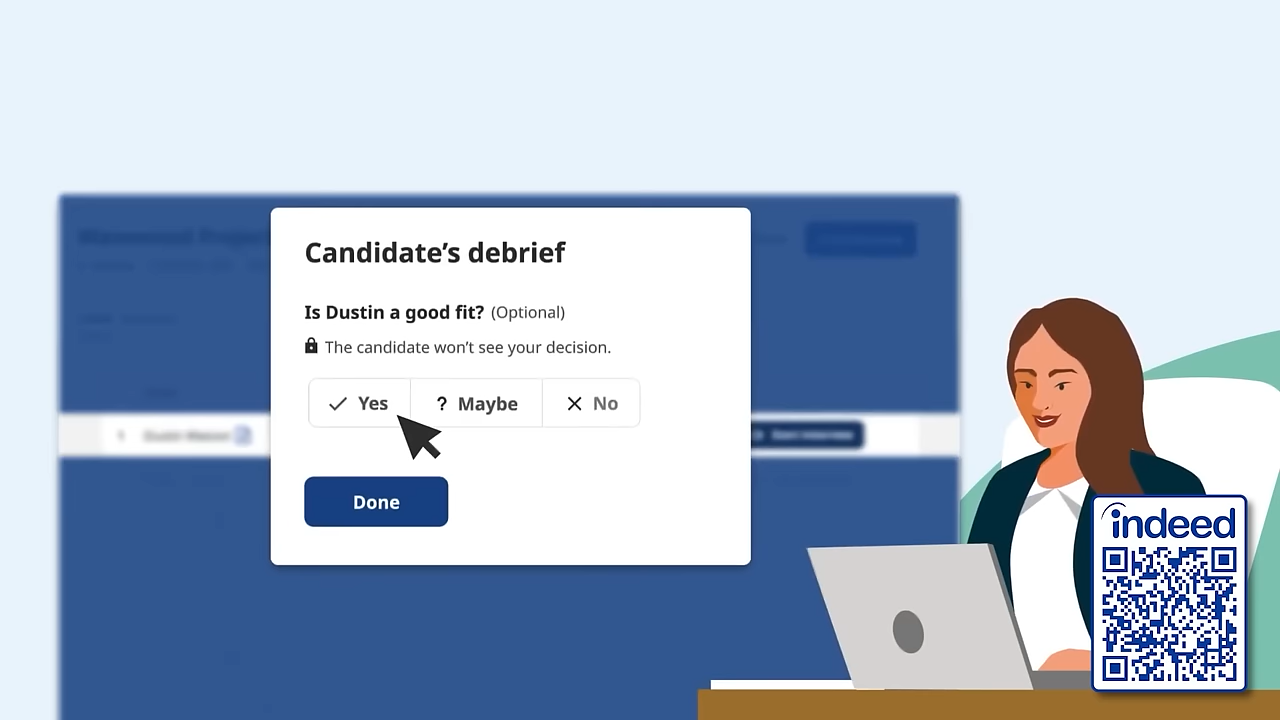 Candidate’s debrief
Is Dustin a good fit? (Optional)
The candidate won’t see your decision.
Yes
? Maybe
No
Done
indeed